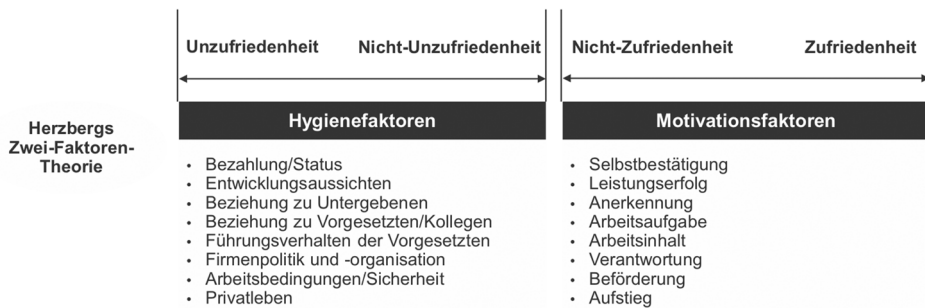 Unzufriedenheit Nicht-Unzufriedenheit
Nicht-Zufriedenheit Zufriedenheit
Herzbergs
Zwei-Faktoren-
Theorie
Hygienefaktoren
• Bezahlung/Status
• Entwicklungsaussichten
• Beziehung zu Untergebenen
• Beziehung zu Vorgesetzten/Kollegen
• Führungsverhalten der Vorgesetzten
• Firmenpolitik und -organisation
• Arbeitsbedingungen/Sicherheit
• Privatleben
Motivationsfaktoren
• Selbstbestätigung
• Leistungserfolg
• Anerkennung
• Arbeitsaufgabe
• Arbeitsinhalt
• Verantwortung
• Beförderung
• Aufstieg